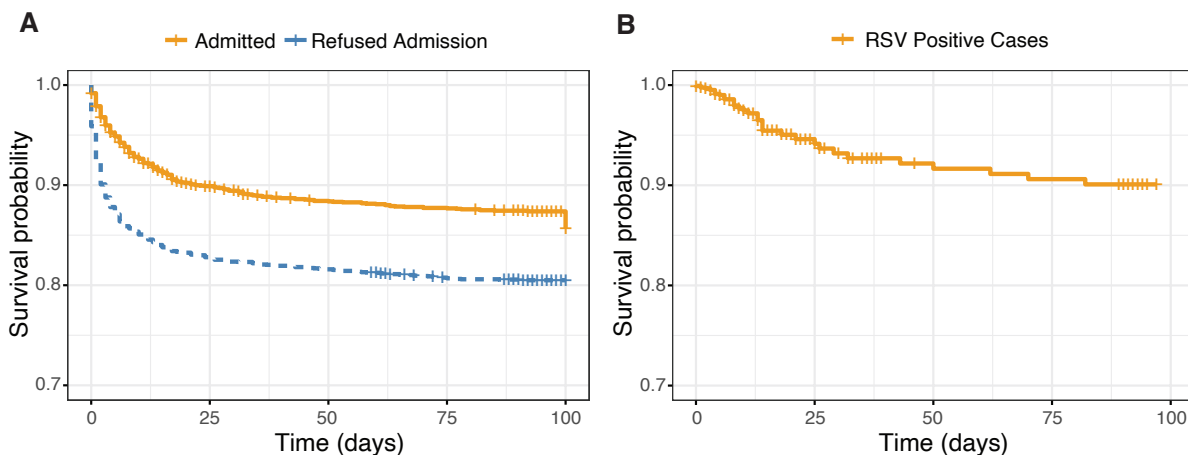 A
Admitted
Refused Admission
Survival probability
1.0
0.9
0.8
0.7
0
25
50
75
100
Time (days)
B
RSV Positive Cases
Survival probability
1.0
0.9
0.8
0.7
0
25
50
75
100
Time (days)